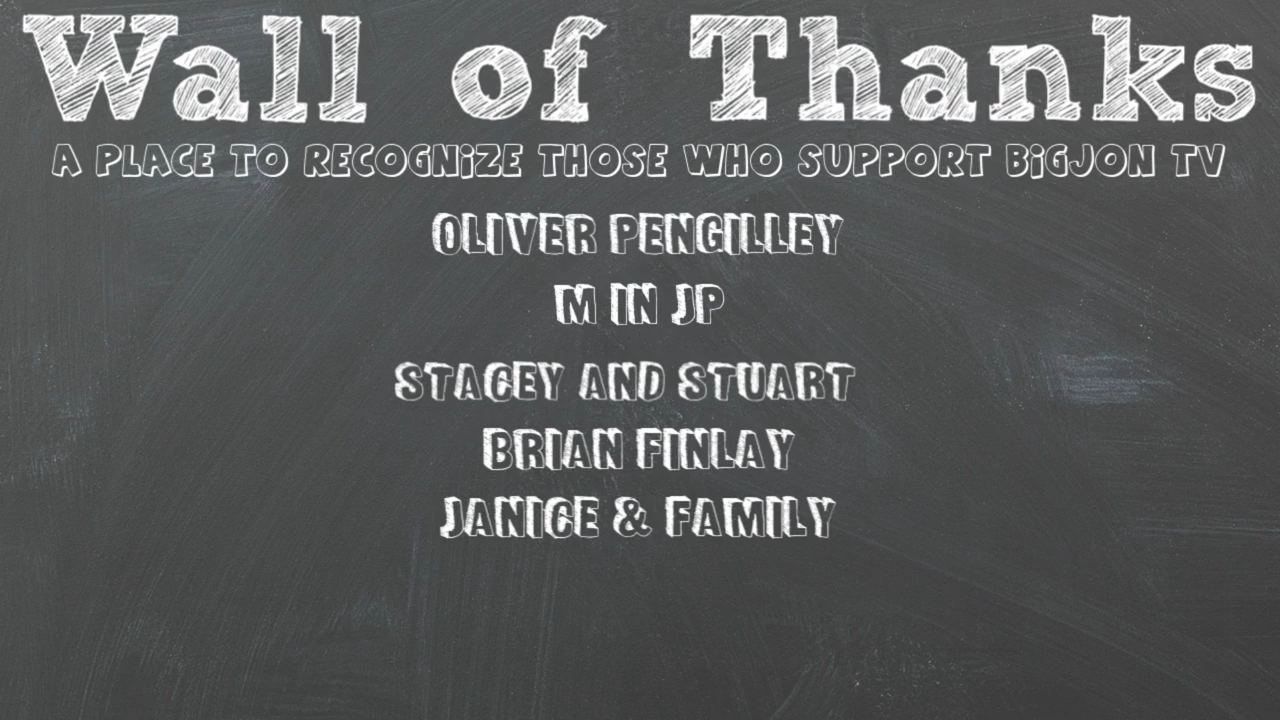 Wall of Thanks
A PLACE TO RECOGNiZE THOSE WHO SUPPORT BiGJON TV
OLIVER PENGILLEY
M IN JP
STACEY AND STUART
BRIAN FINLAY
JANICE & FAMILY